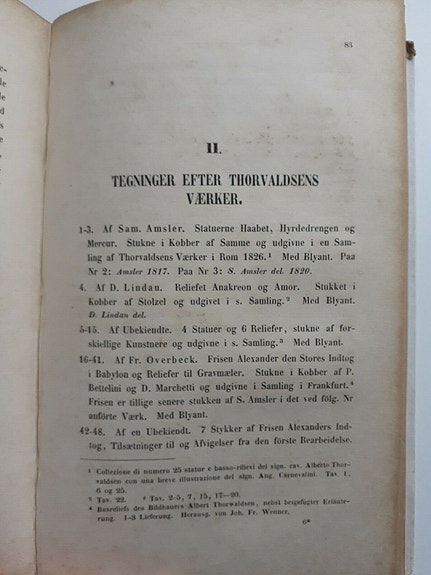 83
II.
TEGNINGER EFTER THORVALDSENS
VÆRKER.
1-3. Af Sam. Amsler. Statuerne Haabet, Hyrdedrengen og
Mercur. Stukne i Kobber af Samme og udgivne i en Sam-
ling af Thorvaldsens Værker i Rom 1826.¹ Med Blyant. Paa
Nr 2: Amsler 1817. Paa Nr 3: S. Amsler del. 1820.
4. Af D. Lindau. Reliefet Anakreon og Amor. Stukket i
Kobber af Stolzel og udgivet i s. Samling.² Med Blyant.
D. Lindau del.
5-15. Af Ubekiendte. 4 Statuer og 6 Reliefer, stukne af for-
skiellige Kunstnere og udgivne i s. Samling.³ Med Blyant.
16-41. Af Fr. Overbeck. Frisen Alexander den Stores Indtog
i Babylon og Reliefer til Gravmæler. Stukne i Kobber af P.
Bettelini og D. Marchetti og udgivne i Samling i Frankfurt.⁴
Frisen er tillige senere stukken af S. Amsler i det ved følg. Nr
anførte Værk. Med Blyant.
42-48. Af en Ubekiendt. 7 Stykker af Frisen Alexanders Ind-
tog, Tilsætninger til og Afvigelser fra den første Bearbeidelse.
¹ Collezione di numero 25 statue e basso-rilievi del sign. cav. Alberto Thor-
valdsen con una breve illustrazione del sign. Ang. Carnevalini. Tav. 1,
6 og 25.
² Tav. 22. ³ Tav. 2-5, 7, 15, 17-20.
⁴ Basreliefs des Bildhauers Albert Thorwaldsen, nebst beigefügter Erläute-
rung. 1-3 Lieferung. Herausg. von Joh. Fr. Wenner,
6*